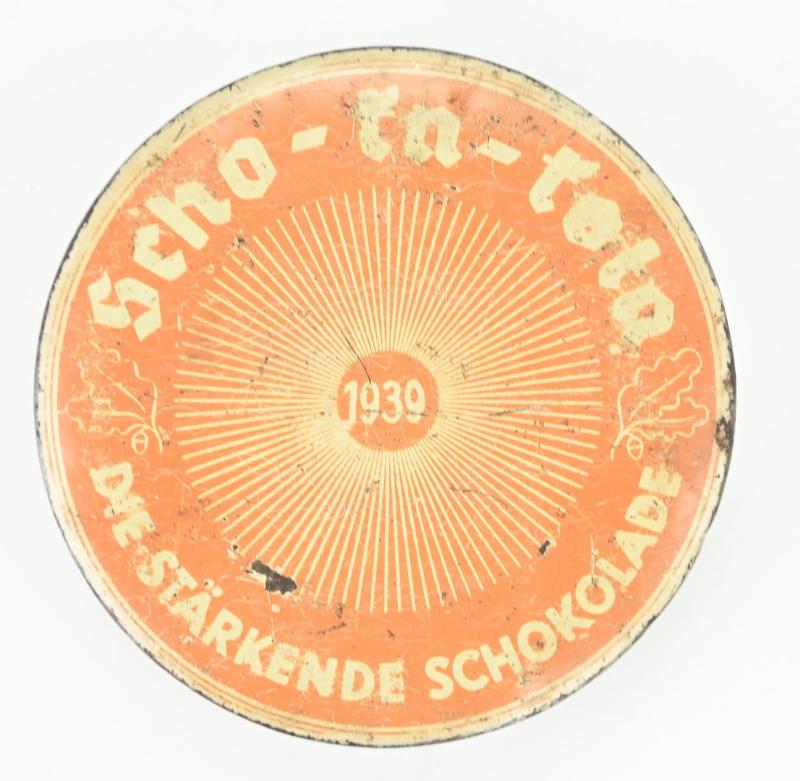 Scho-ka-kola
1939
DIE STÄRKENDE SCHOKOLADE